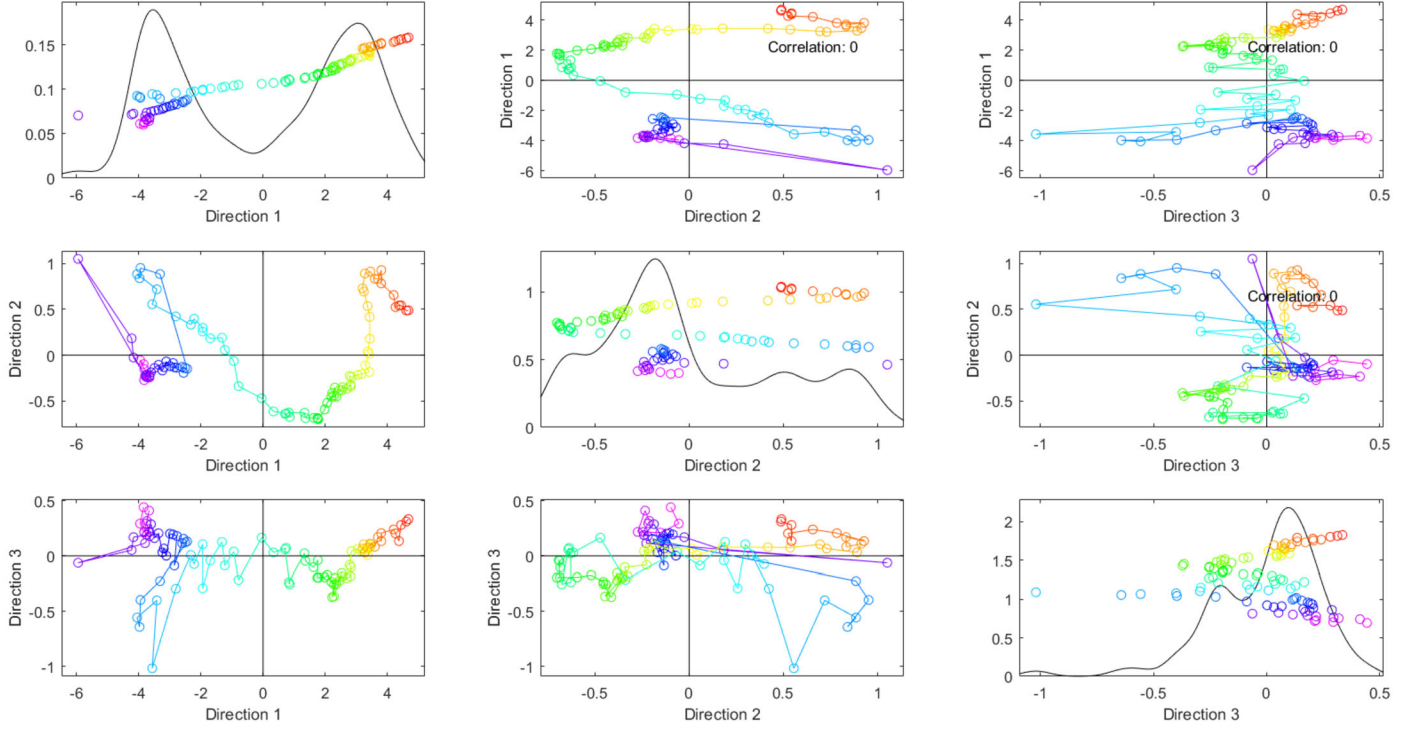 0.15
0.1
0.05
0
-6 -4 -2 0 2 4
Direction 1
Direction 1
4
2
0
-2
-4
-6
Correlation: 0
-0.5 0 0.5 1
Direction 2
Direction 1
4
2
0
-2
-4
-6
Correlation: 0
-1 -0.5 0 0.5
Direction 3
Direction 2
1
0.5
0
-0.5
-6 -4 -2 0 2 4
Direction 1
1
0.5
0
-0.5 0 0.5 1
Direction 2
Direction 2
1
0.5
0
-0.5
Correlation: 0
-1 -0.5 0 0.5
Direction 3
Direction 3
0.5
0
-0.5
-1
-6 -4 -2 0 2 4
Direction 1
Direction 3
0.5
0
-0.5
-1
-0.5 0 0.5 1
Direction 2
2
1.5
1
0.5
0
-1 -0.5 0 0.5
Direction 3